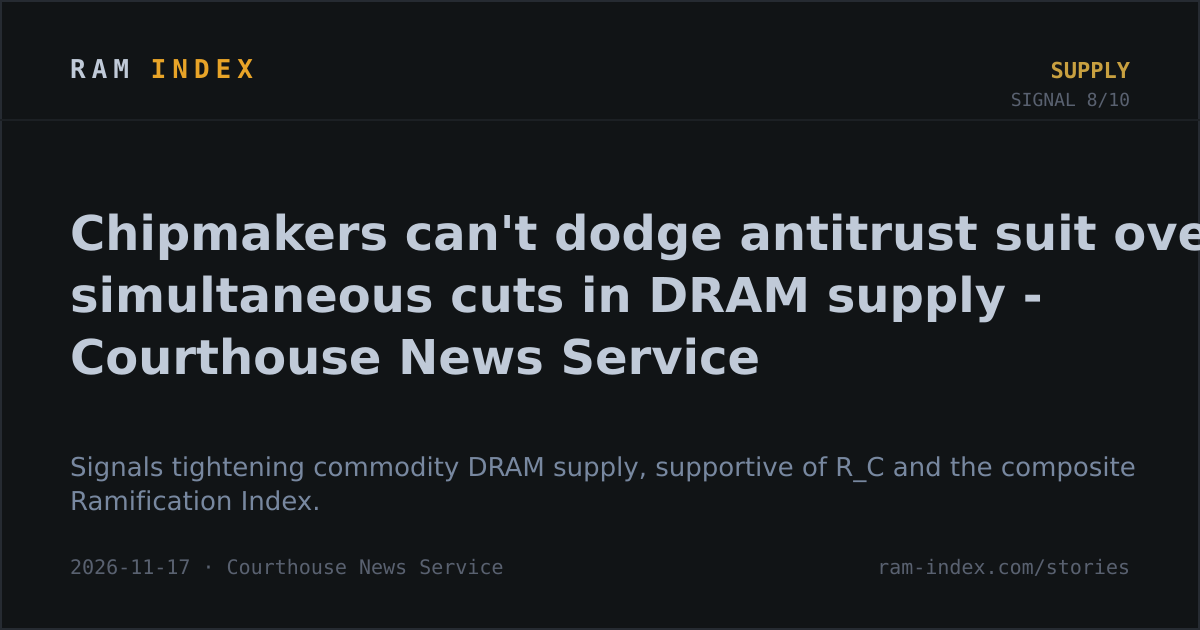 RAM INDEX
SUPPLY
SIGNAL 8/10
Chipmakers can't dodge antitrust suit ove
simultaneous cuts in DRAM supply -
Courthouse News Service
Signals tightening commodity DRAM supply, supportive of R_C and the composite
Ramification Index.
2026-11-17 · Courthouse News Service
ram-index.com/stories